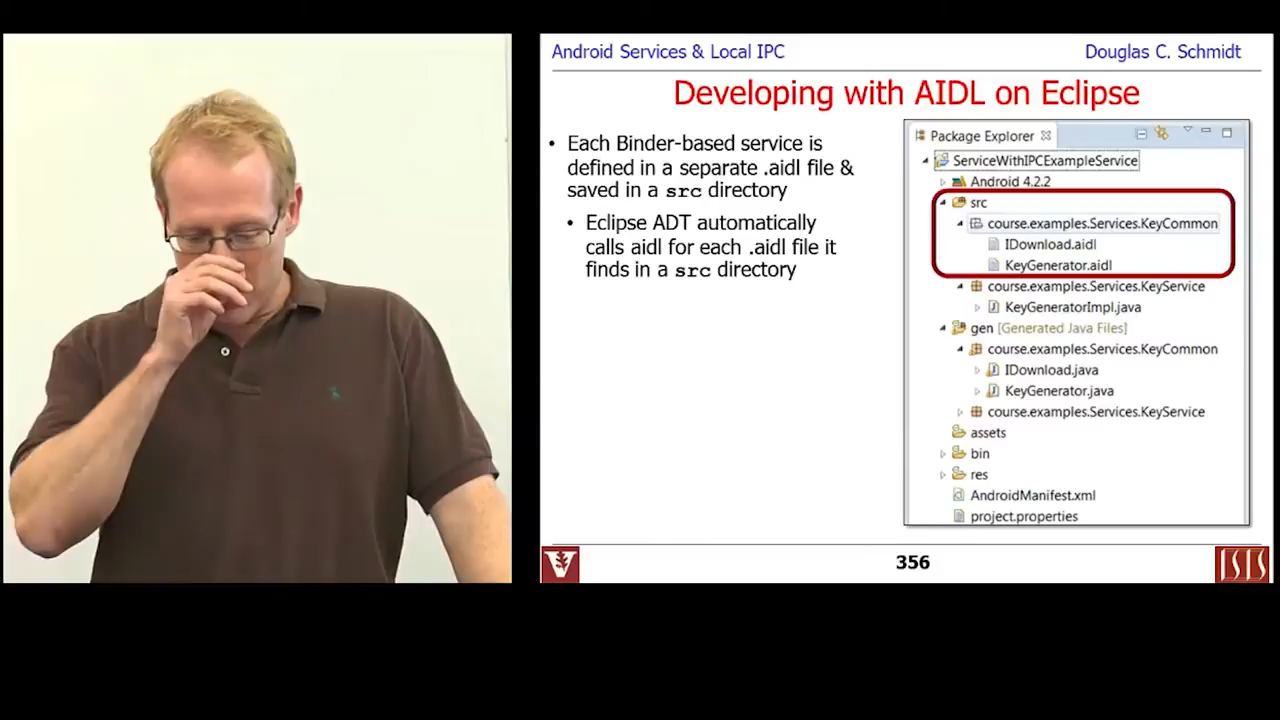 Android Services & Local IPC
Douglas C. Schmidt
Developing with AIDL on Eclipse
• Each Binder-based service is
defined in a separate .aidl file &
saved in a src directory
• Eclipse ADT automatically
calls aidl for each .aidl file it
finds in a src directory
Package Explorer
ServiceWithIPCExampleService
Android 4.2.2
src
course.examples.Services.KeyCommon
IDownload.aidl
KeyGenerator.aidl
course.examples.Services.KeyService
KeyGeneratorImpl.java
gen [Generated Java Files]
course.examples.Services.KeyCommon
IDownload.java
KeyGenerator.java
course.examples.Services.KeyService
assets
bin
res
AndroidManifest.xml
project.properties
V
356
ISIS